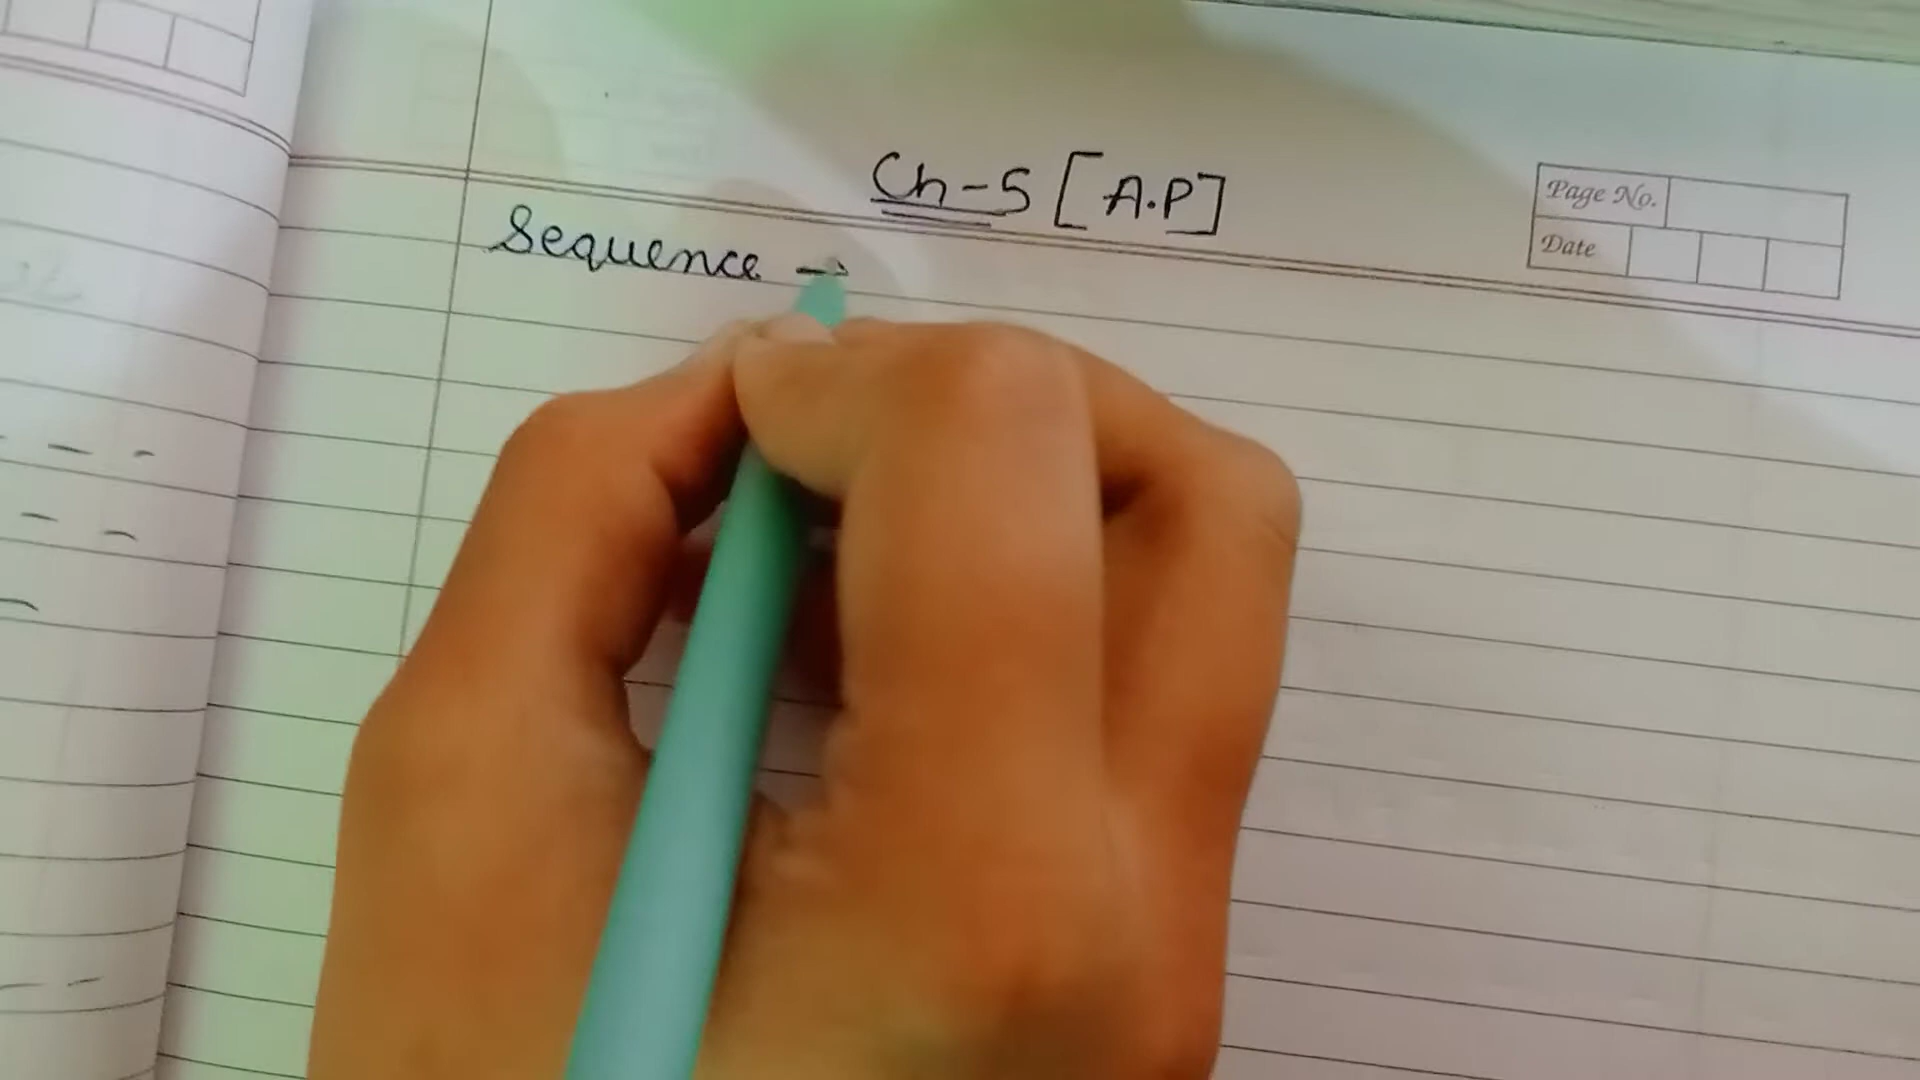 Ch-5 [A.P]
Page No.
Date
Sequence →